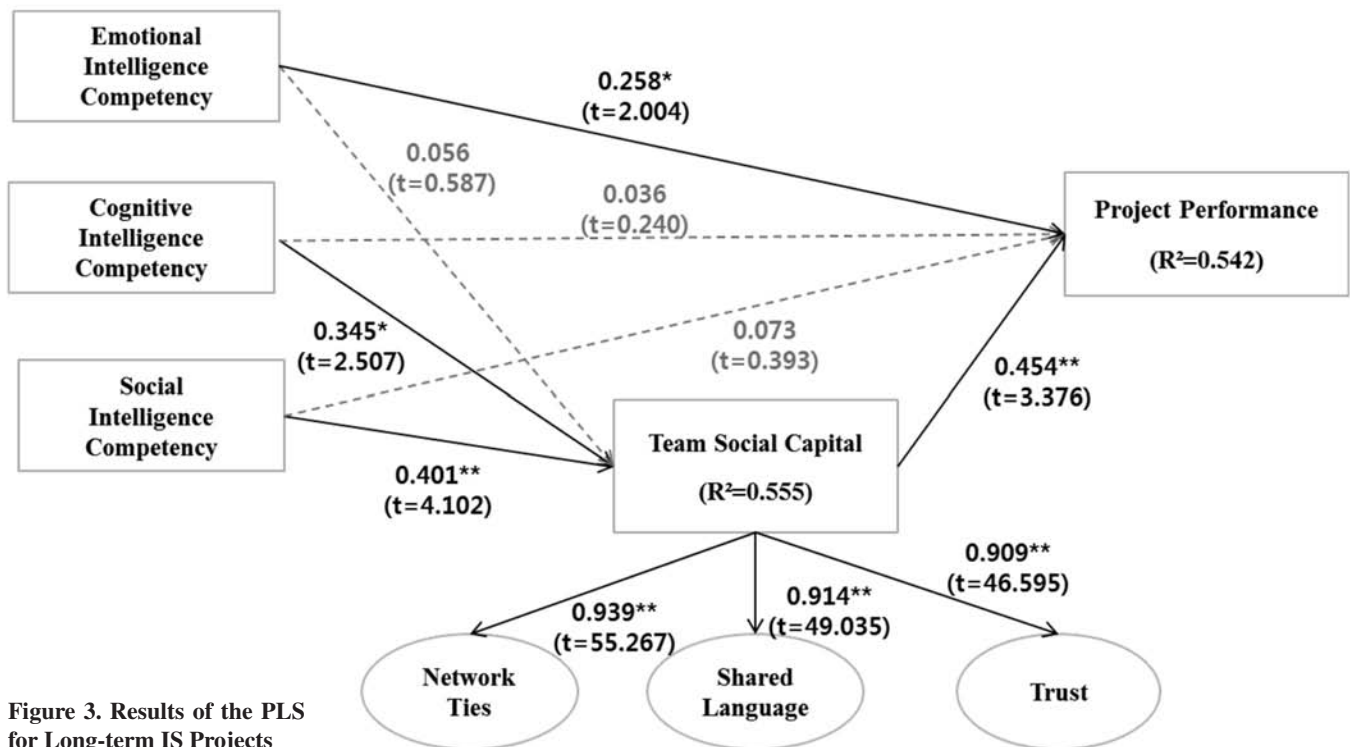 Emotional
Intelligence
Competency
0.258*
(t=2.004)
0.056
(t=0.587)
0.036
(t=0.240)
Cognitive
Intelligence
Competency
Project Performance
(R²=0.542)
0.345*
(t=2.507)
0.073
(t=0.393)
0.454**
(t=3.376)
Social
Intelligence
Competency
0.401**
(t=4.102)
Team Social Capital
(R²=0.555)
0.939**
(t=55.267)
0.914**
(t=49.035)
0.909**
(t=46.595)
Network
Ties
Shared
Language
Trust
Figure 3. Results of the PLS
for Long-term IS Projects